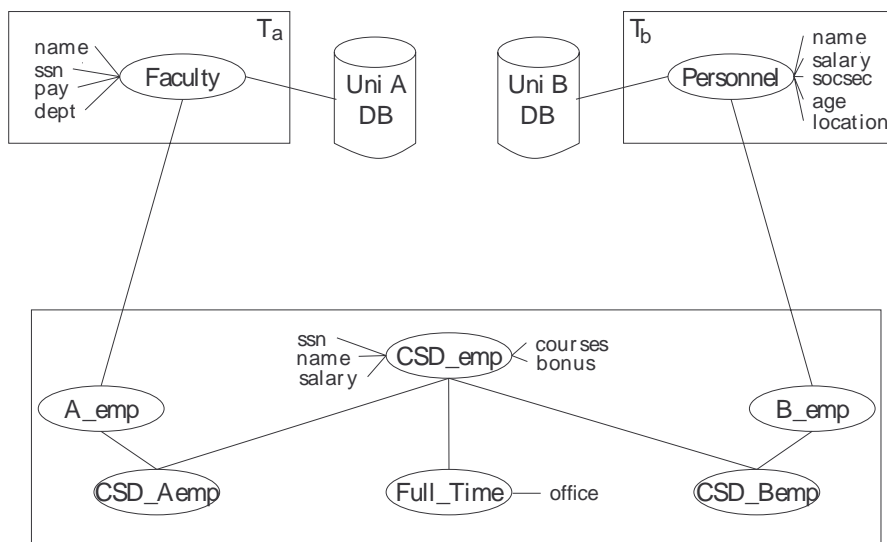 Ta
name
ssn
pay
dept
Faculty
Uni A
DB
Uni B
DB
Tb
Personnel
name
salary
socsec
age
location
ssn
name
salary
CSD_emp
courses
bonus
A_emp
B_emp
CSD_Aemp
Full_Time
office
CSD_Bemp